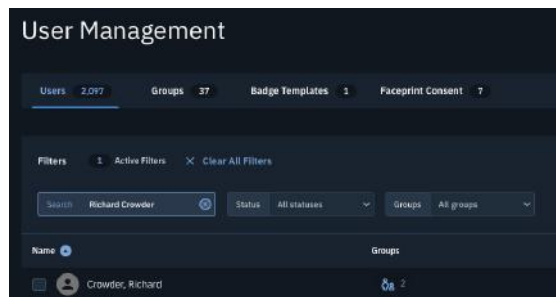 User Management
Users 2,097 Groups 37 Badge Templates 1 Faceprint Consent 7
Filters 1 Active Filters × Clear All Filters
Search Richard Crowder Status All statuses Groups All groups
Name Groups
Crowder, Richard 2